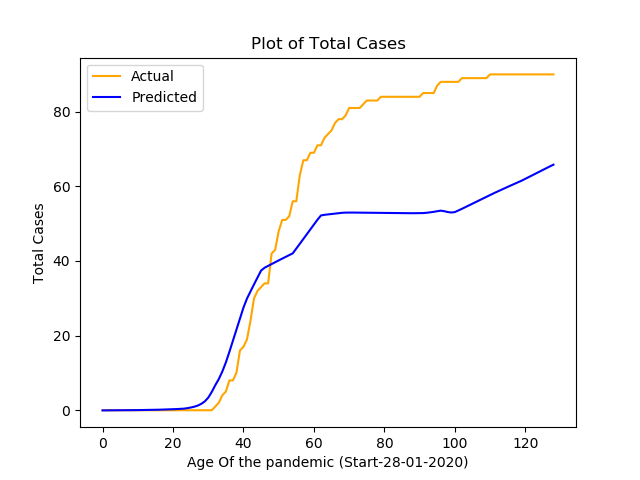 Plot of Total Cases
Actual
Predicted
Total Cases
80
60
40
20
0
0 20 40 60 80 100 120
Age Of the pandemic (Start-28-01-2020)